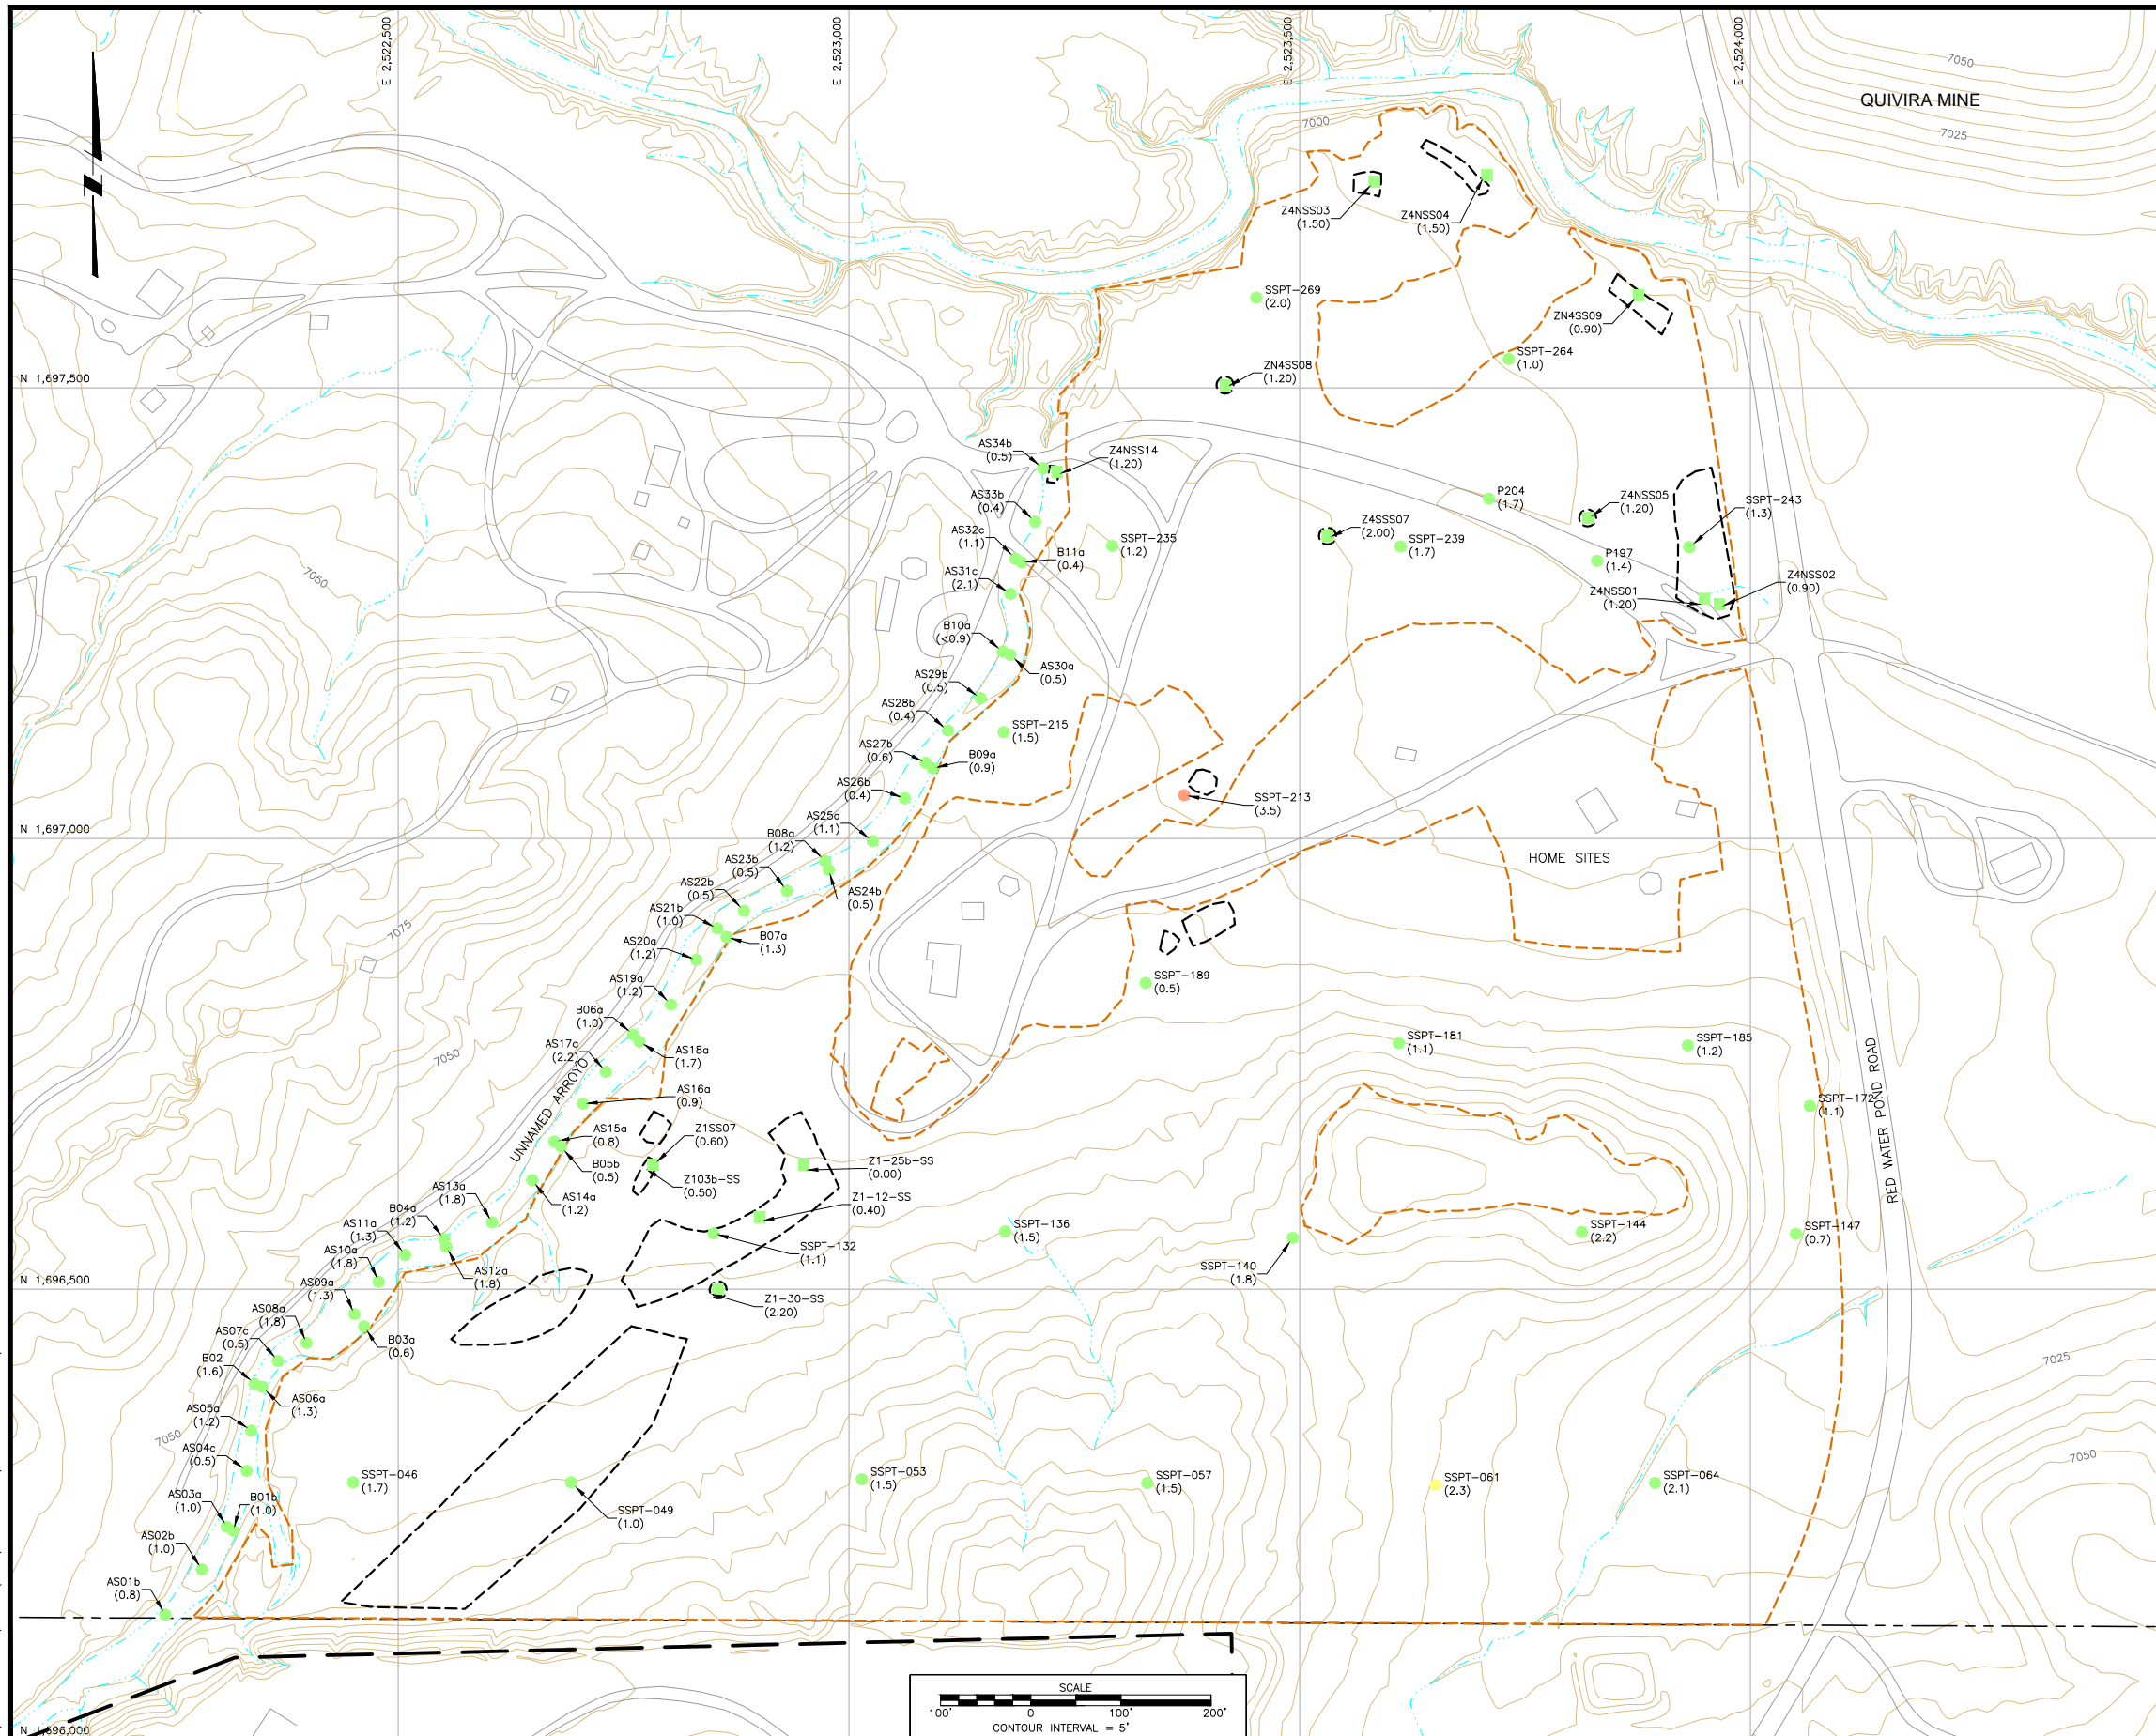 E 2,522,500
E 2,523,000
E 2,523,500
E 2,524,000
7050
QUIVIRA MINE
7025
7000
Z4NSS03
(1.50)
Z4NSS04
(1.50)
SSPT-269
(2.0)
ZN4SS09
(0.90)
SSPT-264
(1.0)
ZN4SS08
(1.20)
N 1,697,500
AS34b
(0.5)
Z4NSS14
(1.20)
AS33b
(0.4)
P204
(1.7)
Z4NSS05
(1.20)
SSPT-243
(1.3)
Z4SSS07
(2.00)
AS32c
(1.1)
B11a
(0.4)
SSPT-235
(1.2)
SSPT-239
(1.7)
P197
(1.4)
AS31c
(2.1)
Z4NSS02
(0.90)
Z4NSS01
(1.20)
7050
B10a
(<0.9)
AS30a
(0.5)
AS29b
(0.5)
AS28b
(0.4)
SSPT-215
(1.5)
AS27b
(0.6)
B09a
(0.9)
AS26b
(0.4)
SSPT-213
(3.5)
N 1,697,000
AS25a
(1.1)
B08a
(1.2)
HOME SITES
AS23b
(0.5)
AS24b
(0.5)
AS22b
(0.5)
AS21b
(1.0)
B07a
(1.3)
7075
AS20a
(1.2)
AS19a
(1.2)
SSPT-189
(0.5)
B06a
(1.0)
AS18a
(1.7)
AS17a
(2.2)
SSPT-181
(1.1)
SSPT-185
(1.2)
7050
UNNAMED ARROYO
AS16a
(0.9)
SSPT-172
(1.1)
RED WATER POND ROAD
AS15a
(0.8)
Z1SS07
(0.60)
B05b
(0.5)
Z103b-SS
(0.50)
Z1-25b-SS
(0.00)
AS14a
(1.2)
AS13a
(1.8)
Z1-12-SS
(0.40)
B04a
(1.2)
AS11a
(1.3)
SSPT-132
(1.1)
SSPT-136
(1.5)
SSPT-144
(2.2)
SSPT-147
(0.7)
SSPT-140
(1.8)
AS10a
(1.8)
AS12a
(1.8)
N 1,696,500
AS09a
(1.3)
Z1-30-SS
(2.20)
AS08a
(1.8)
B03a
(0.6)
AS07c
(0.5)
B02
(1.6)
AS06a
(1.3)
7025
AS05a
(1.2)
7050
AS04c
(0.5)
7050
SSPT-046
(1.7)
SSPT-049
(1.0)
SSPT-053
(1.5)
SSPT-057
(1.5)
SSPT-061
(2.3)
SSPT-064
(2.1)
AS03a
(1.0)
B01b
(1.0)
AS02b
(1.0)
AS01b
(0.8)
SCALE
100' 0 100' 200'
CONTOUR INTERVAL = 5'
N 1,696,000